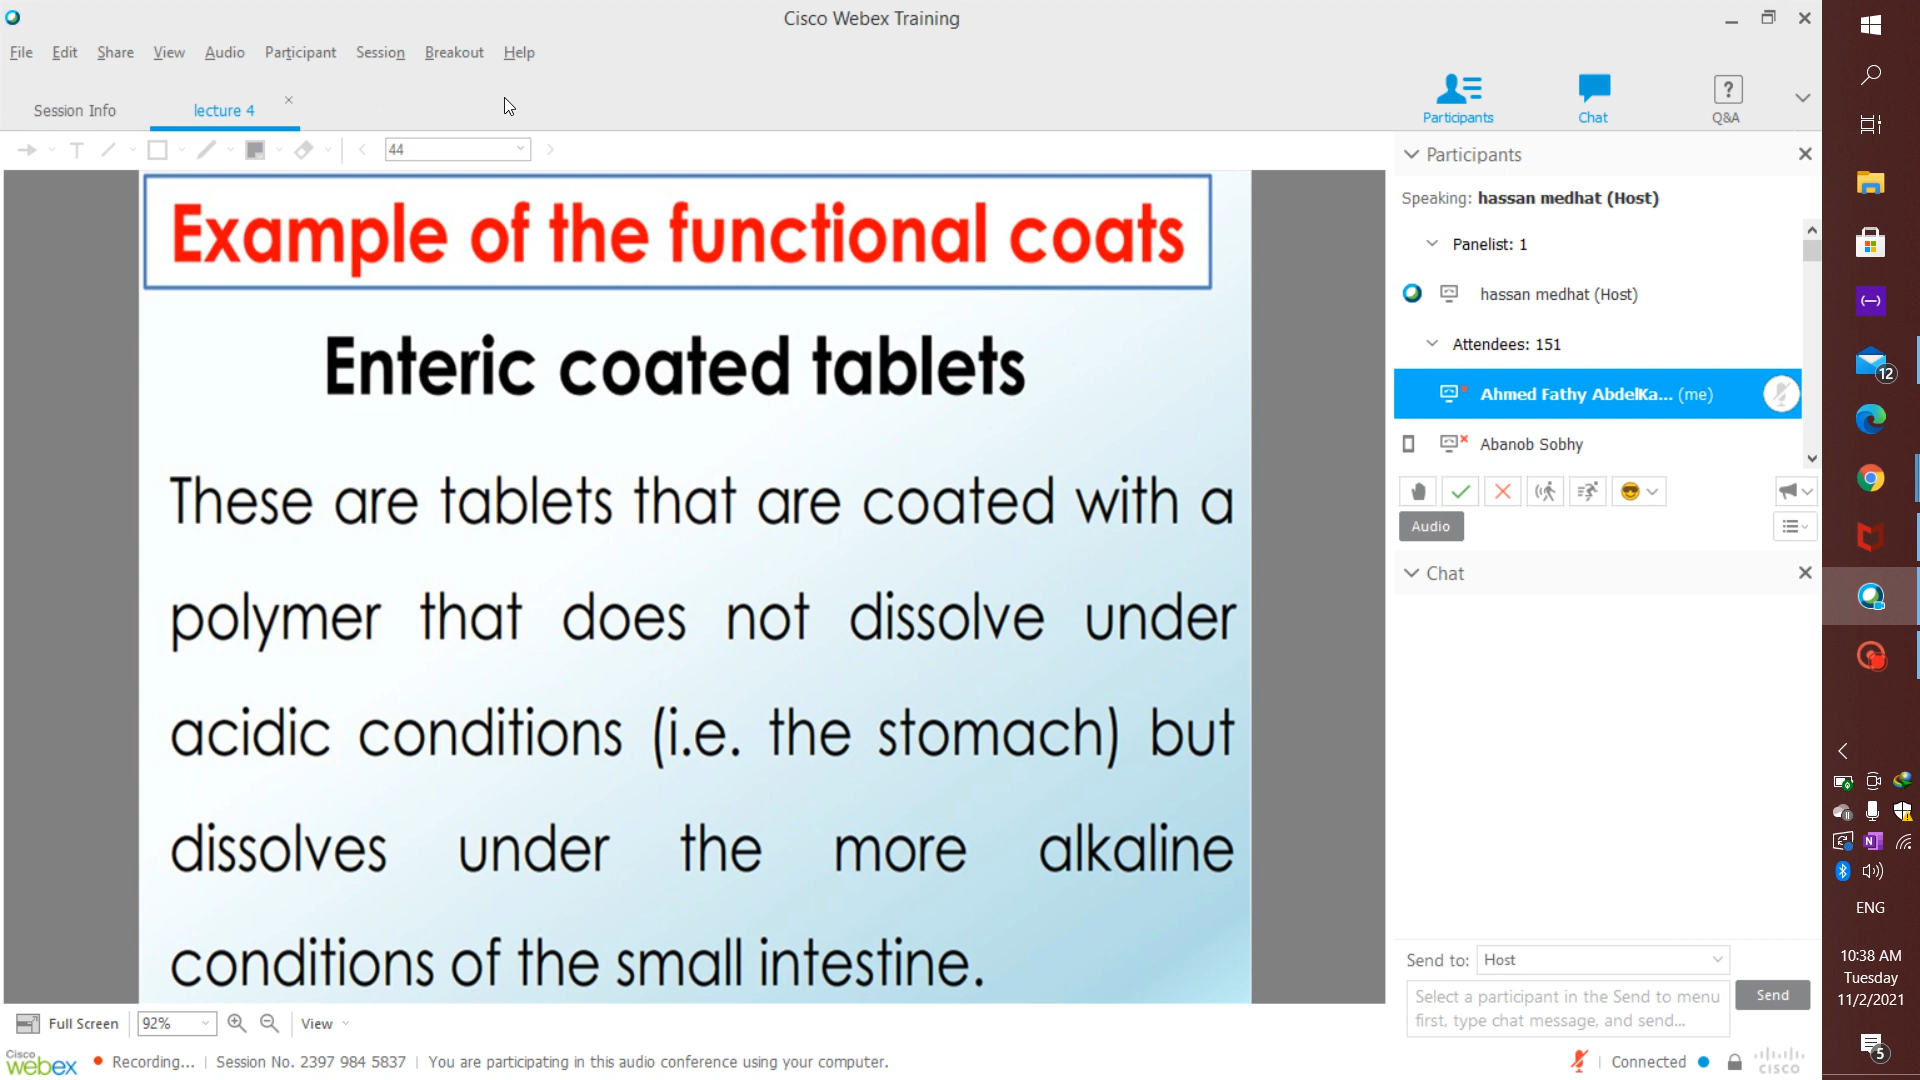 Cisco Webex Training
File Edit Share View Audio Participant Session Breakout Help
Session Info
lecture 4
Participants
Chat
?
Q&A
T
44
Example of the functional coats
Enteric coated tablets
These are tablets that are coated with a
polymer that does not dissolve under
acidic conditions (i.e. the stomach) but
dissolves under the more alkaline
conditions of the small intestine.
Participants
Speaking: hassan medhat (Host)
Panelist: 1
hassan medhat (Host)
Attendees: 151
Ahmed Fathy AbdelKa... (me)
Abanob Sobhy
Audio
Chat
Send to: Host
Select a participant in the Send to menu
first, type chat message, and send...
Send
Full Screen 92% View
Cisco
webex
Recording... Session No. 2397 984 5837 You are participating in this audio conference using your computer.
Connected
cisco
12
ENG
10:38 AM
Tuesday
11/2/2021
5